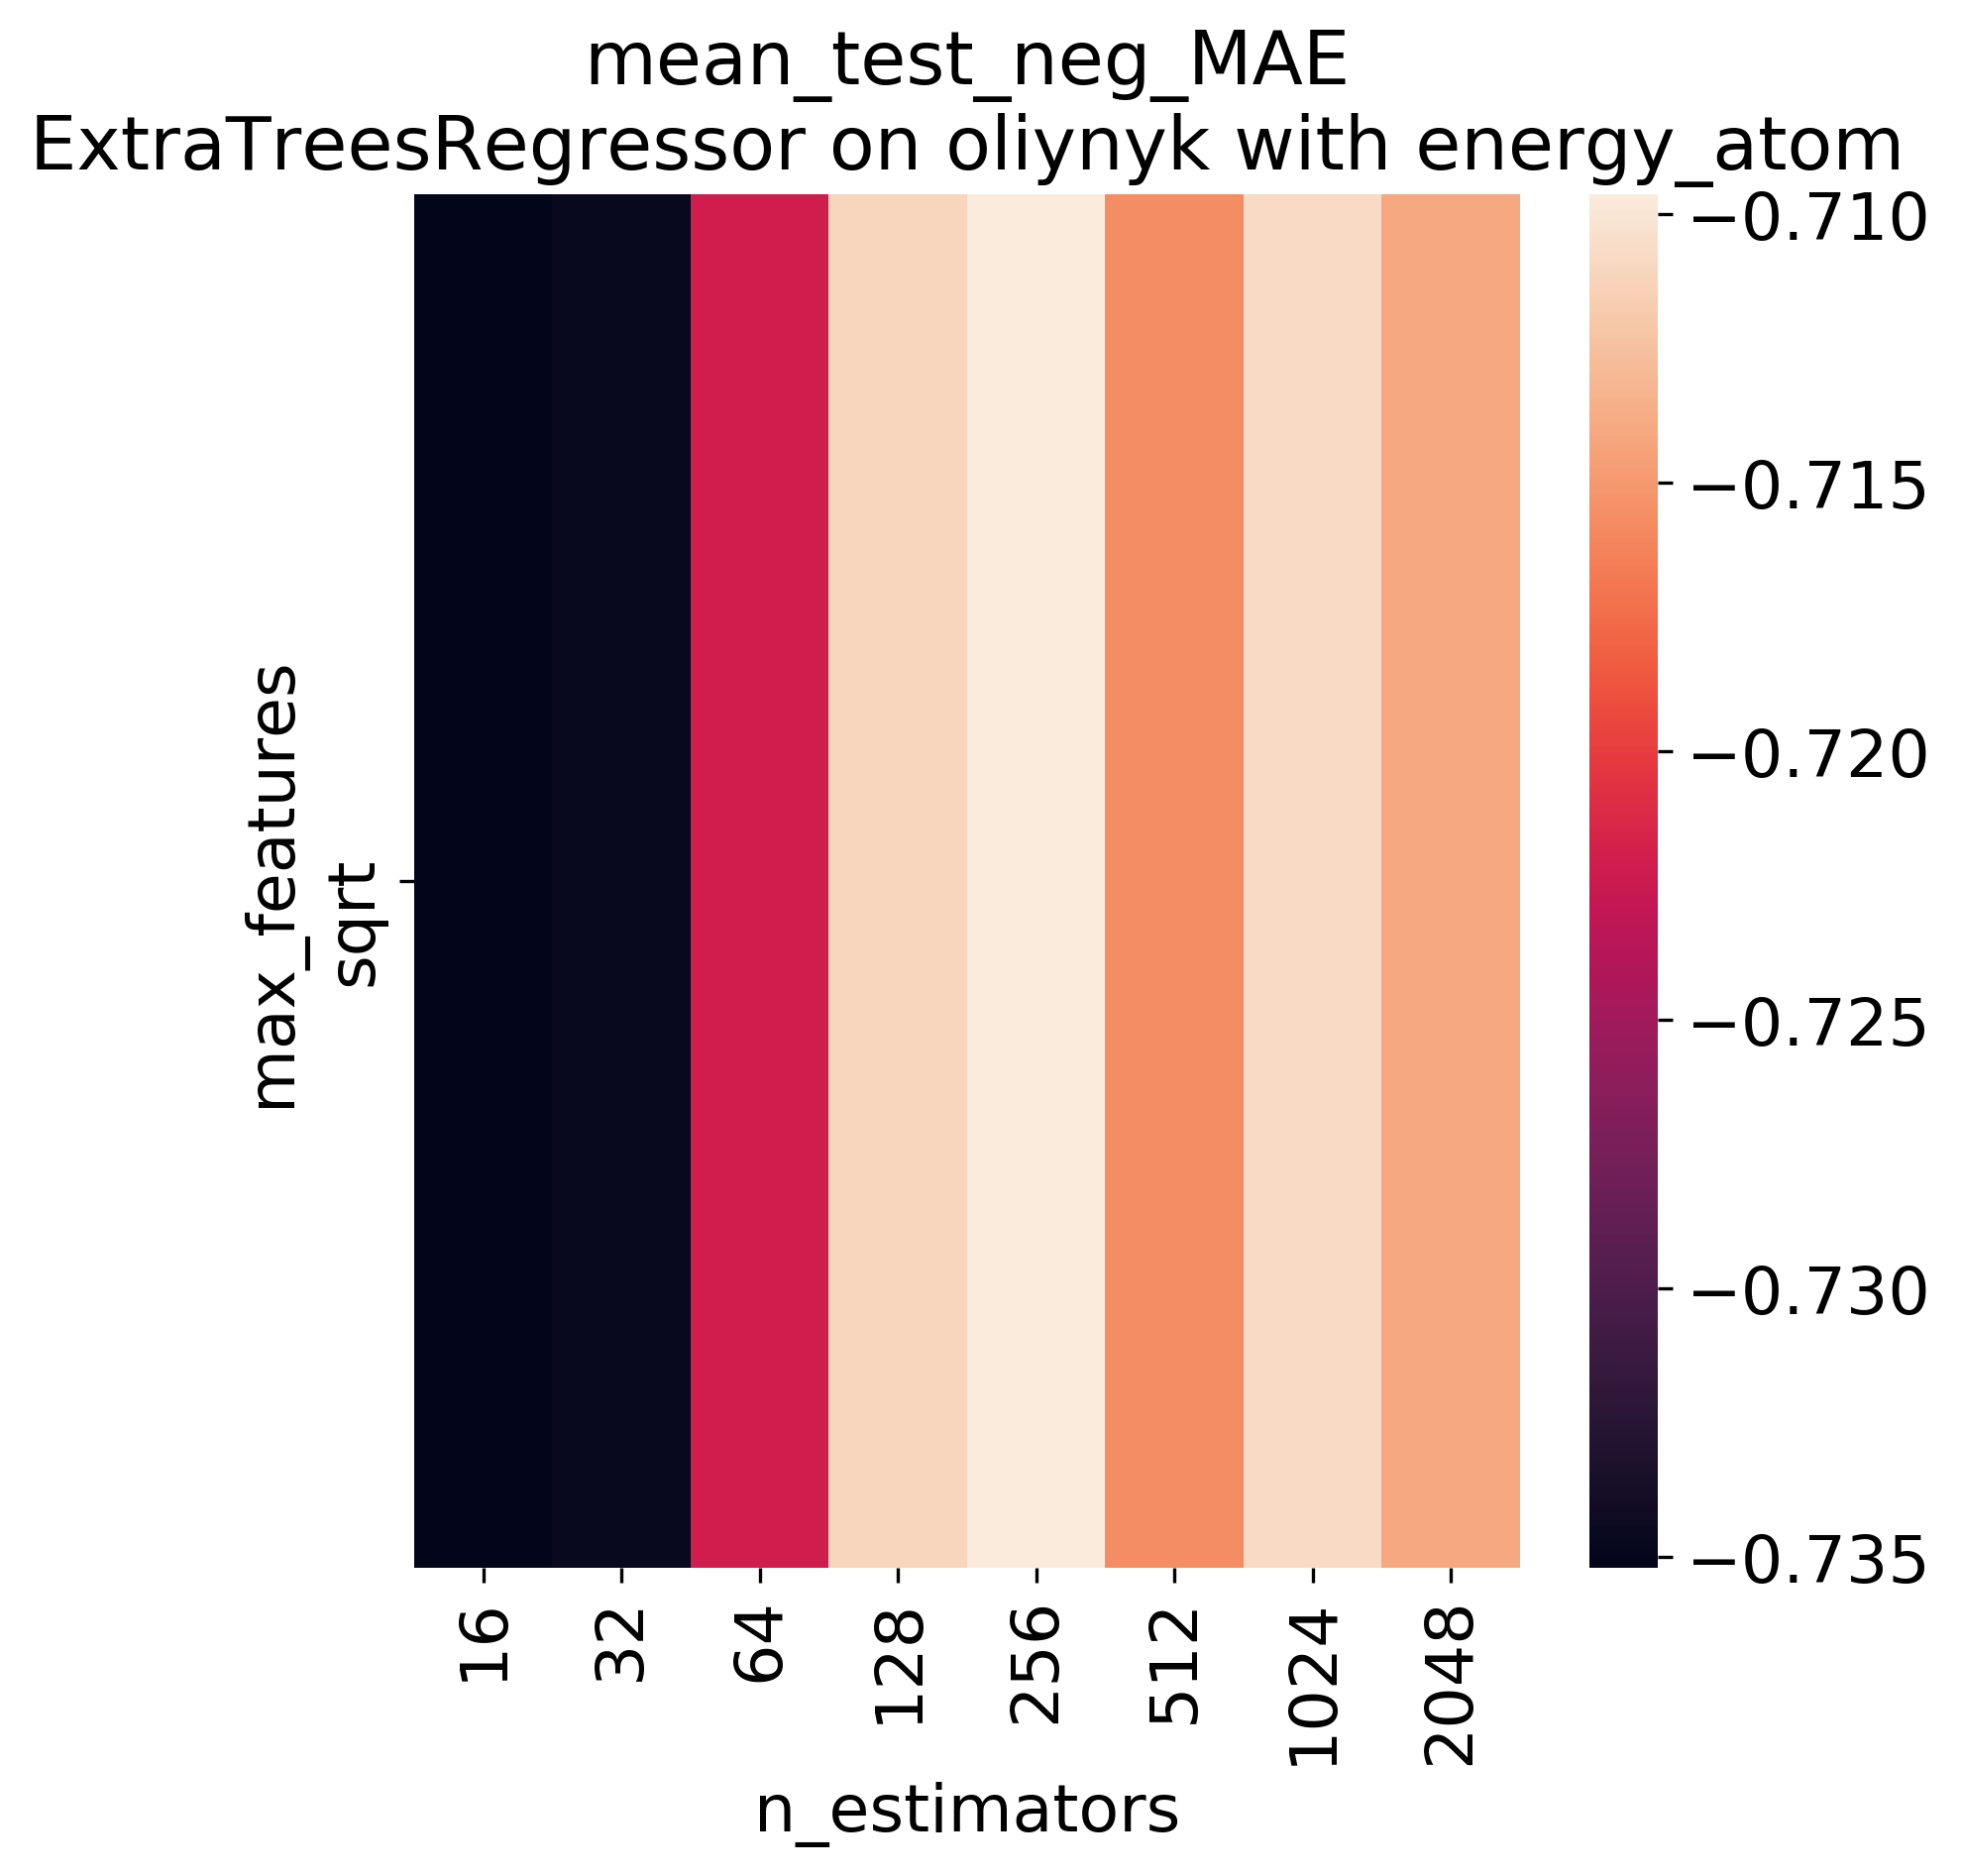 mean_test_neg_MAE
ExtraTreesRegressor on oliynyk with energy_atom
max_features
sqrt
16
32
64
128
256
512
1024
2048
n_estimators
−0.710
−0.715
−0.720
−0.725
−0.730
−0.735